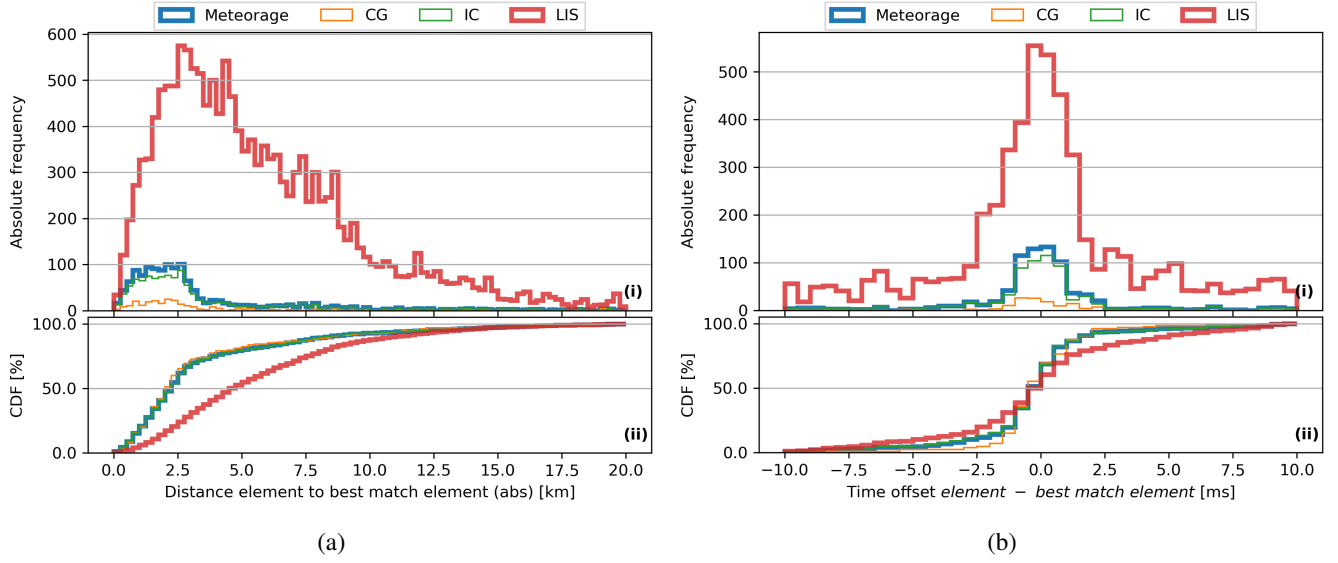 Meteorage CG IC LIS
600
500
400
300
200
100
0
Absolute frequency
(i)
100.0
50.0
0.0
CDF [%]
(ii)
0.0 2.5 5.0 7.5 10.0 12.5 15.0 17.5 20.0
Distance element to best match element (abs) [km]
(a)
Meteorage CG IC LIS
500
400
300
200
100
0
Absolute frequency
(i)
100.0
50.0
0.0
CDF [%]
(ii)
−10.0 −7.5 −5.0 −2.5 0.0 2.5 5.0 7.5 10.0
Time offset element − best match element [ms]
(b)